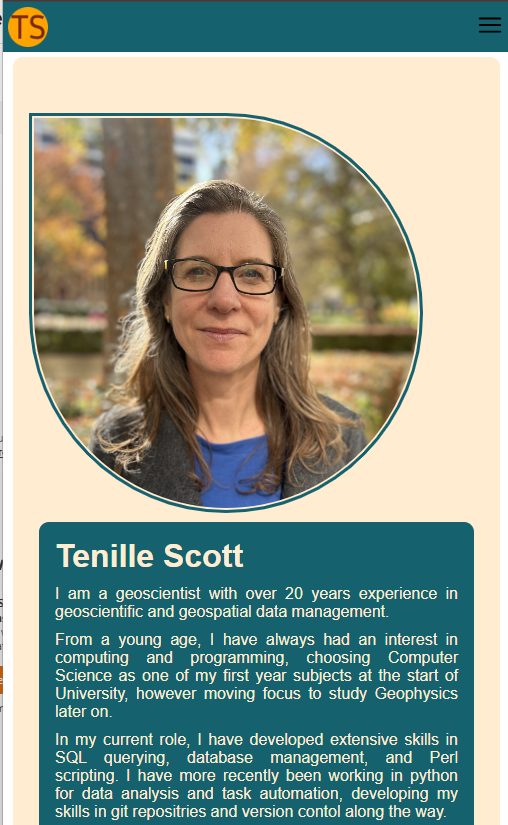 TS
Tenille Scott
I am a geoscientist with over 20 years experience in
geoscientific and geospatial data management.
From a young age, I have always had an interest in
computing and programming, choosing Computer
Science as one of my first year subjects at the start of
University, however moving focus to study Geophysics
later on.
In my current role, I have developed extensive skills in
SQL querying, database management, and Perl
scripting. I have more recently been working in python
for data analysis and task automation, developing my
skills in git repositries and version contol along the way.